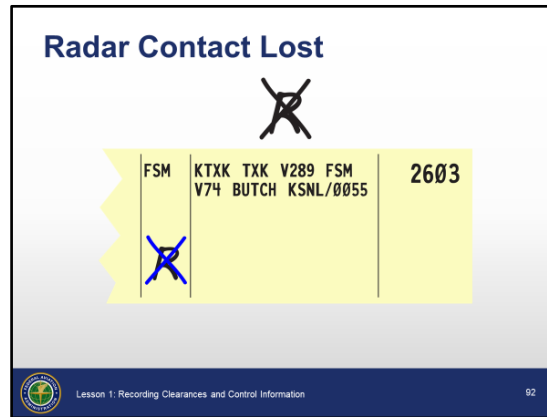 Radar Contact Lost
R
FSM KTXK TXK V289 FSM 26Ø3
V74 BUTCH KSNL/ØØ55
R
Lesson 1: Recording Clearances and Control Information 92